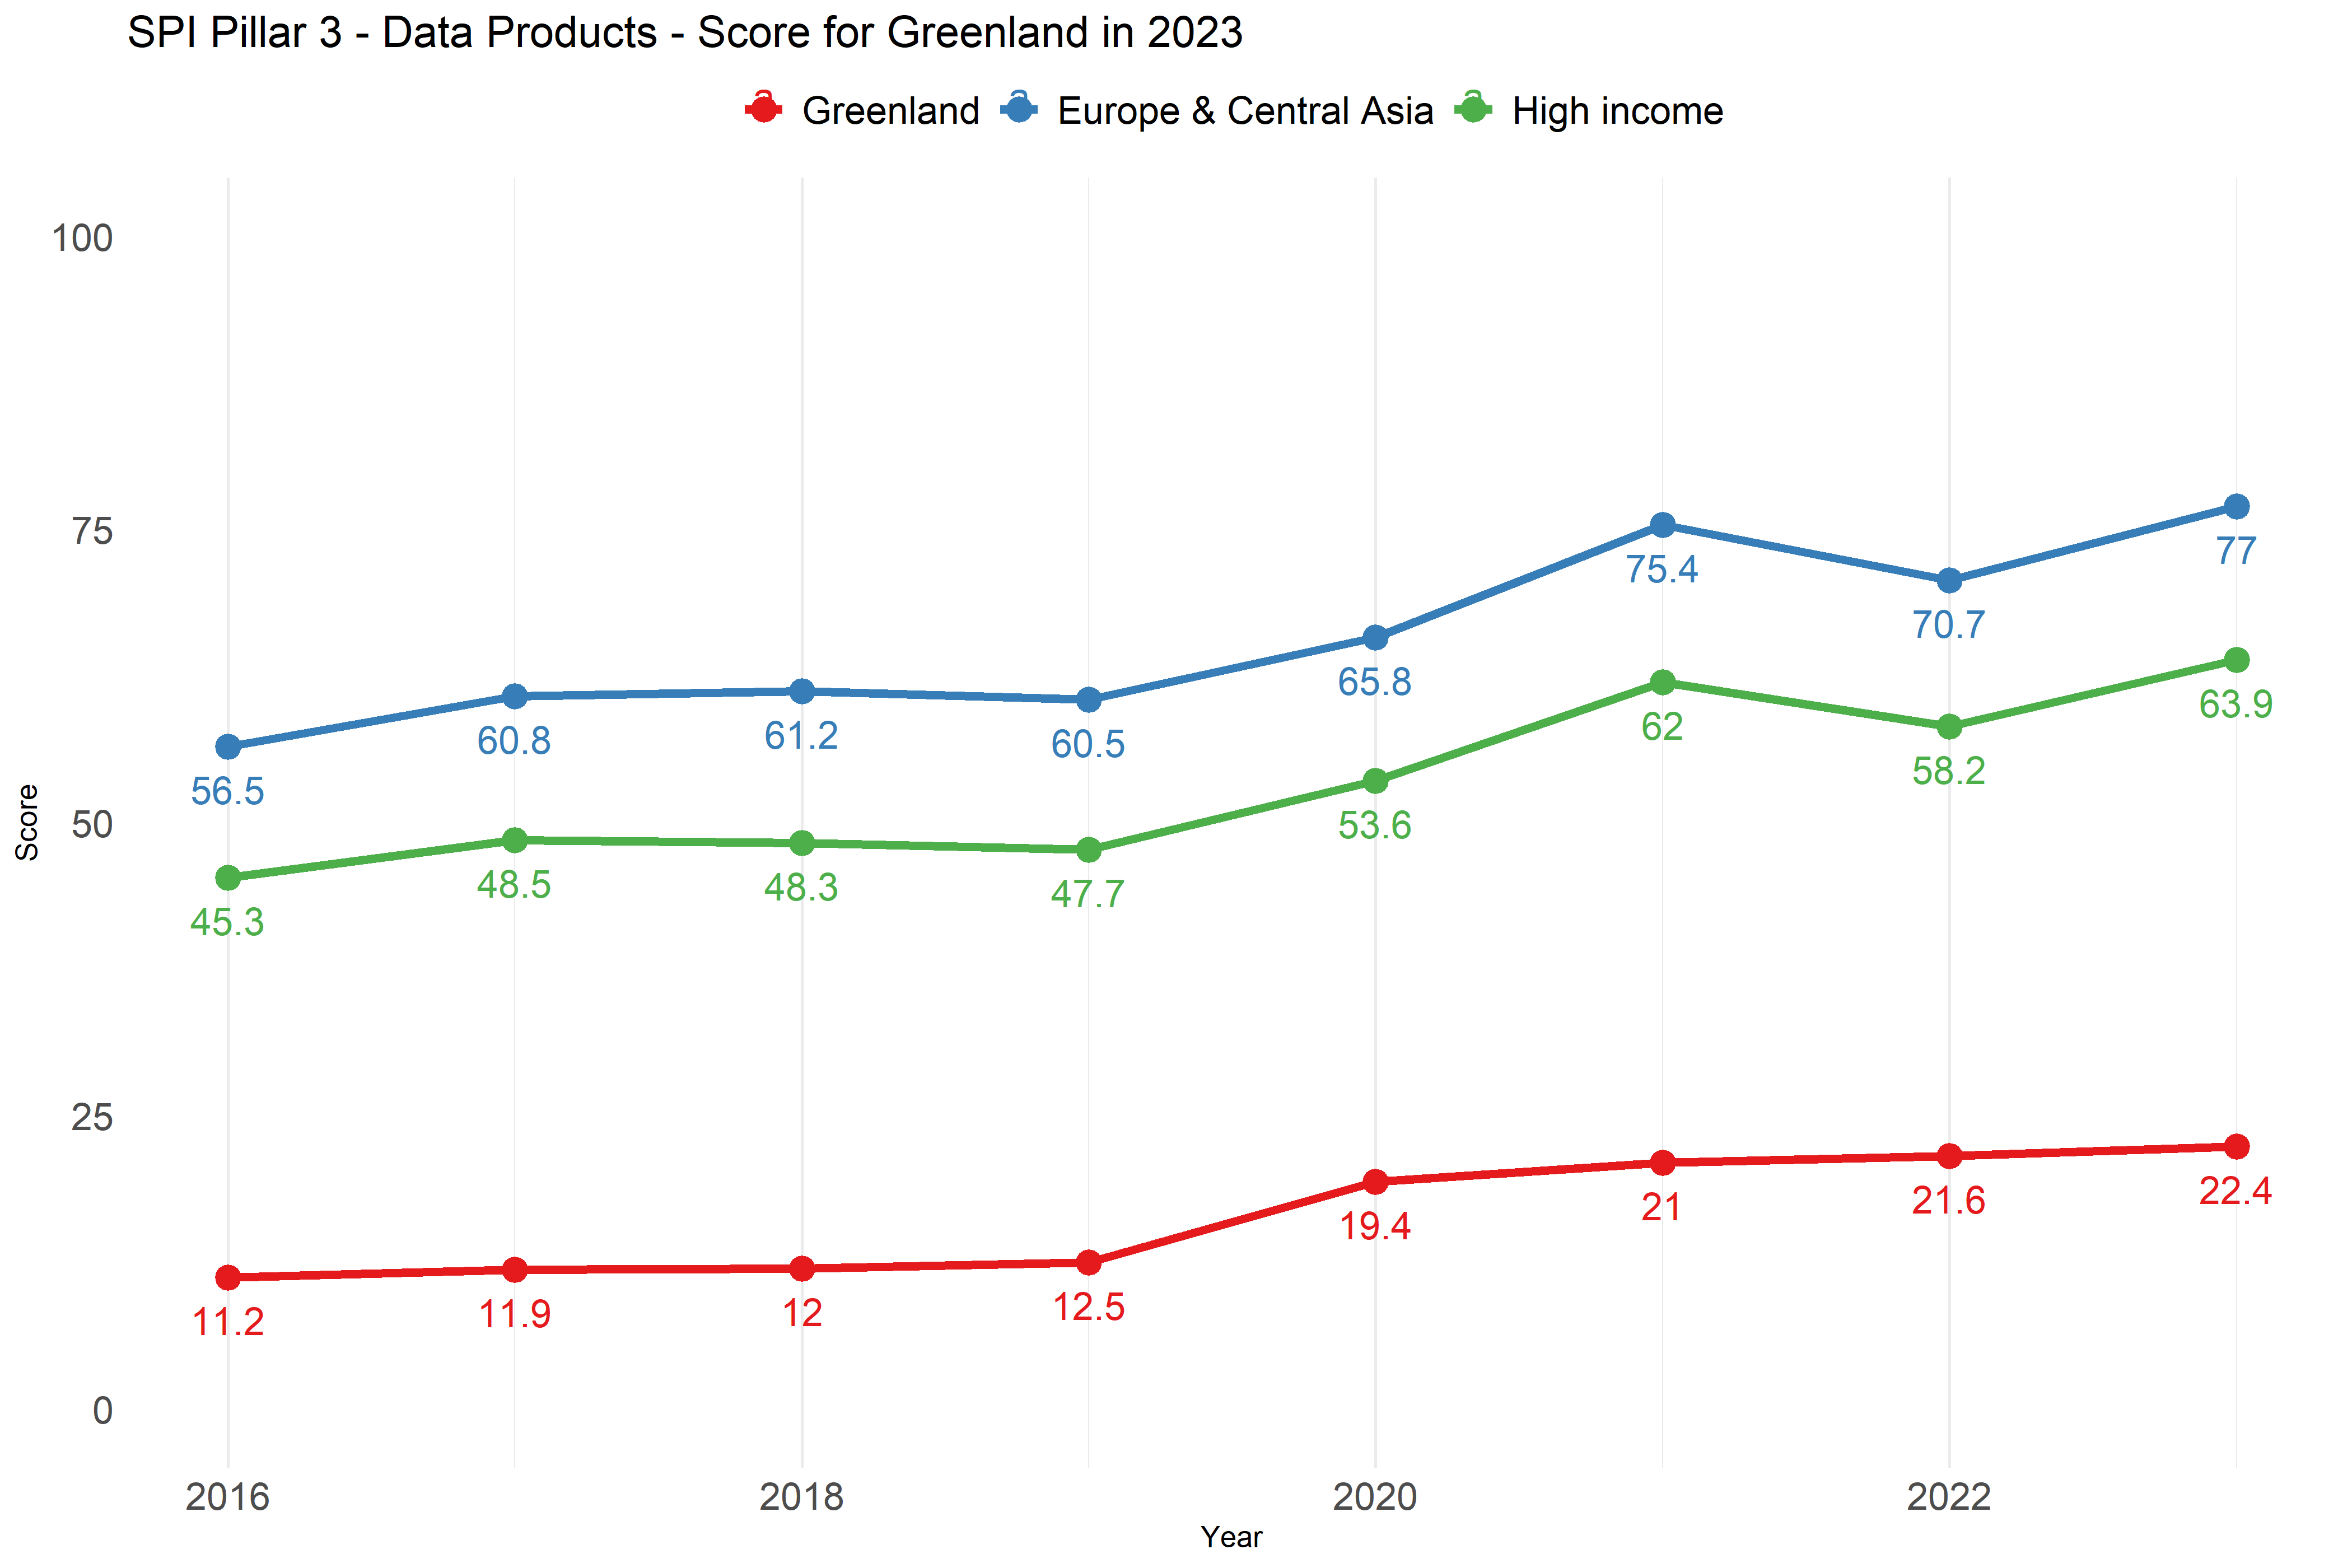 SPI Pillar 3 - Data Products - Score for Greenland in 2023
Greenland Europe & Central Asia High income
100
75
50
25
0
Score
56.5 60.8 61.2 60.5 65.8 75.4 70.7 77
45.3 48.5 48.3 47.7 53.6 62 58.2 63.9
11.2 11.9 12 12.5 19.4 21 21.6 22.4
2016 2018 2020 2022
Year